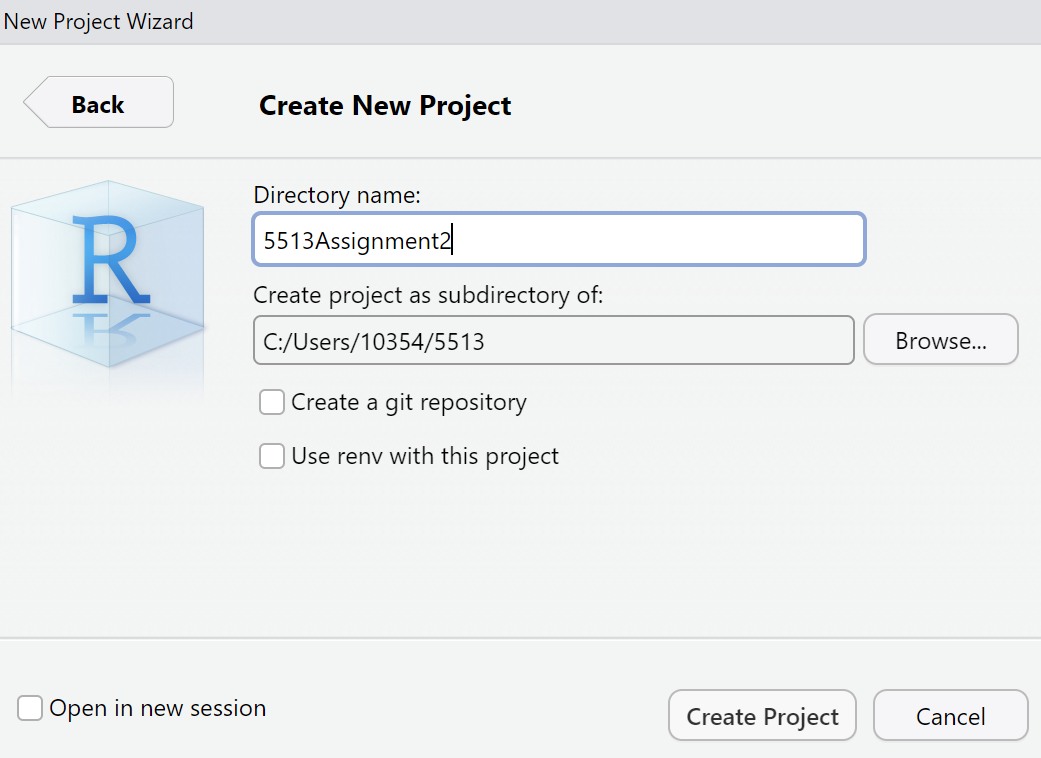 New Project Wizard
Back
Create New Project
R
Directory name:
5513Assignment2
Create project as subdirectory of:
C:/Users/10354/5513
Browse...
Create a git repository
Use renv with this project
Open in new session
Create Project
Cancel